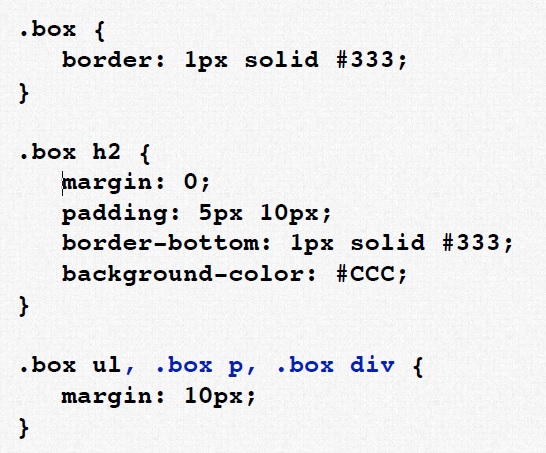 .box {
   border: 1px solid #333;
}

.box h2 {
   margin: 0;
   padding: 5px 10px;
   border-bottom: 1px solid #333;
   background-color: #CCC;
}

.box ul, .box p, .box div {
   margin: 10px;
}